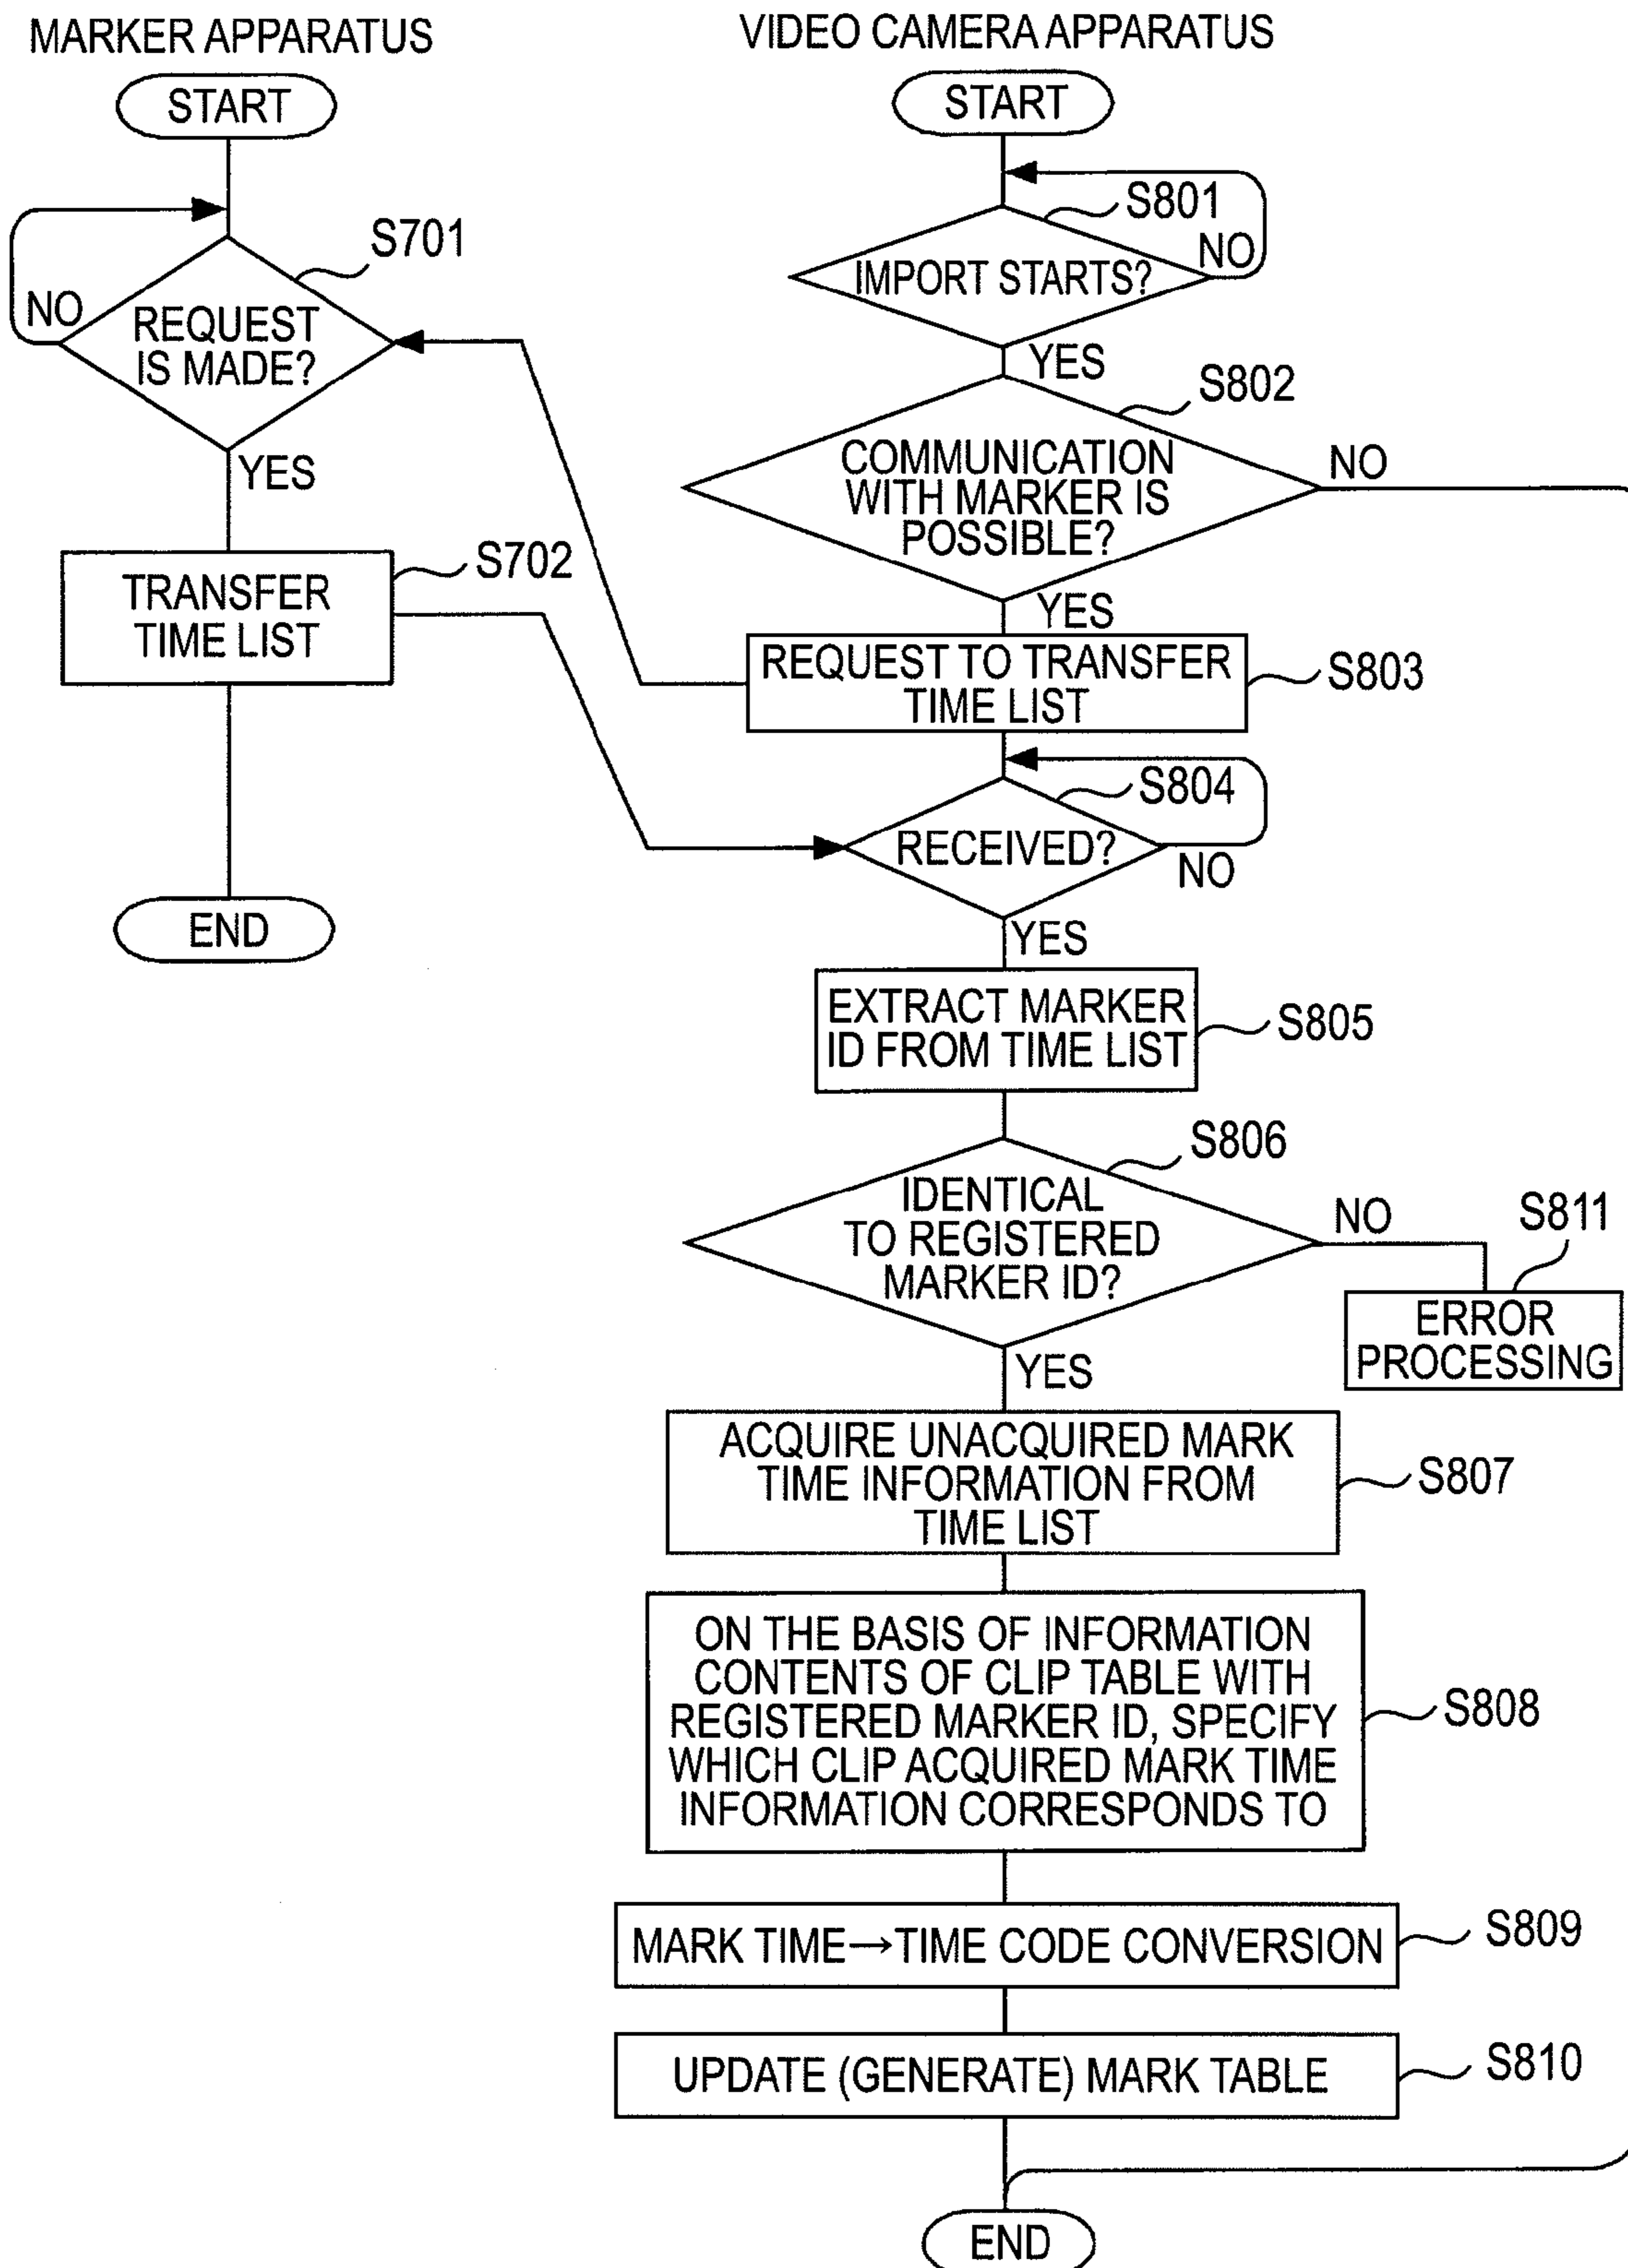 MARKER APPARATUS
START
S701
NO
REQUEST
IS MADE?
YES
S702
TRANSFER
TIME LIST
END
VIDEO CAMERA APPARATUS
START
S801
NO
IMPORT STARTS?
YES
S802
COMMUNICATION
WITH MARKER IS
POSSIBLE?
NO
YES
REQUEST TO TRANSFER
TIME LIST
S803
S804
RECEIVED?
NO
YES
EXTRACT MARKER
ID FROM TIME LIST
S805
S806
IDENTICAL
TO REGISTERED
MARKER ID?
NO
S811
ERROR
PROCESSING
YES
ACQUIRE UNACQUIRED MARK
TIME INFORMATION FROM
TIME LIST
S807
ON THE BASIS OF INFORMATION
CONTENTS OF CLIP TABLE WITH
REGISTERED MARKER ID, SPECIFY
WHICH CLIP ACQUIRED MARK TIME
INFORMATION CORRESPONDS TO
S808
MARK TIME→TIME CODE CONVERSION
S809
UPDATE (GENERATE) MARK TABLE
S810
END